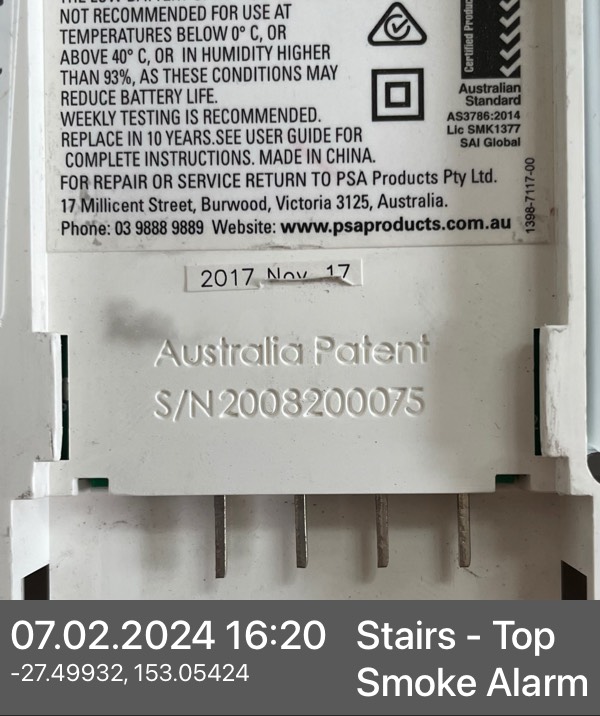 NOT RECOMMENDED FOR USE AT
TEMPERATURES BELOW 0° C, OR
ABOVE 40° C, OR IN HUMIDITY HIGHER
THAN 93%, AS THESE CONDITIONS MAY
REDUCE BATTERY LIFE.
WEEKLY TESTING IS RECOMMENDED.
REPLACE IN 10 YEARS.SEE USER GUIDE FOR
COMPLETE INSTRUCTIONS. MADE IN CHINA.
FOR REPAIR OR SERVICE RETURN TO PSA Products Pty Ltd.
17 Millicent Street, Burwood, Victoria 3125, Australia.
Phone: 03 9888 9889 Website: www.psaproducts.com.au
Certified Product
Australian
Standard
AS3786:2014
Lic SMK1377
SAI Global
1398-7117-00
2017 Nov 17
Australia Patent
S/N 2008200075
07.02.2024 16:20
-27.49932, 153.05424
Stairs - Top
Smoke Alarm